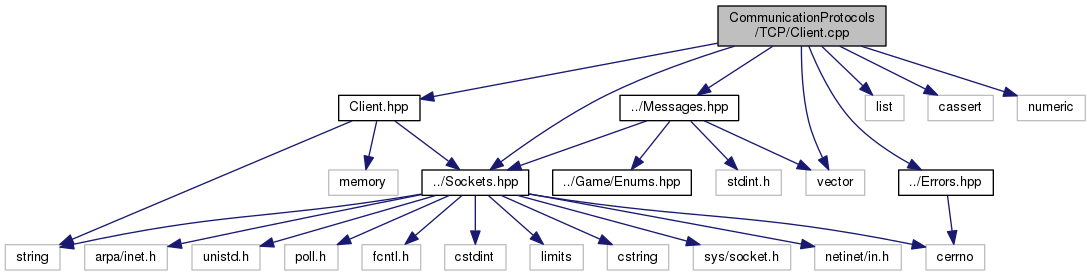 CommunicationProtocols
/TCP/Client.cpp
Client.hpp
../Messages.hpp
list
cassert
numeric
memory
../Sockets.hpp
../Game/Enums.hpp
stdint.h
vector
../Errors.hpp
string
arpa/inet.h
unistd.h
poll.h
fcntl.h
cstdint
limits
cstring
sys/socket.h
netinet/in.h
cerrno